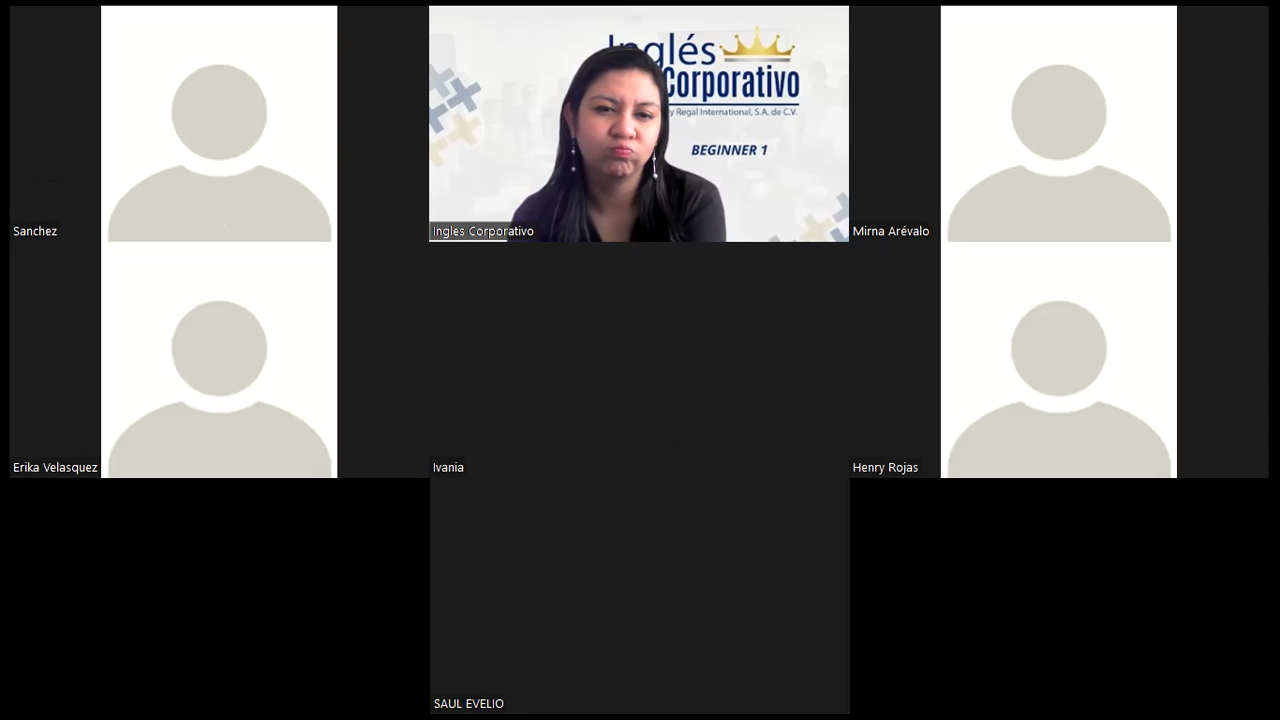 Inglés
Corporativo
y Regal International, S.A. de C.V.
BEGINNER 1
Sanchez
Ingles Corporativo
Mirna Arévalo
Erika Velasquez
Ivania
Henry Rojas
SAUL EVELIO